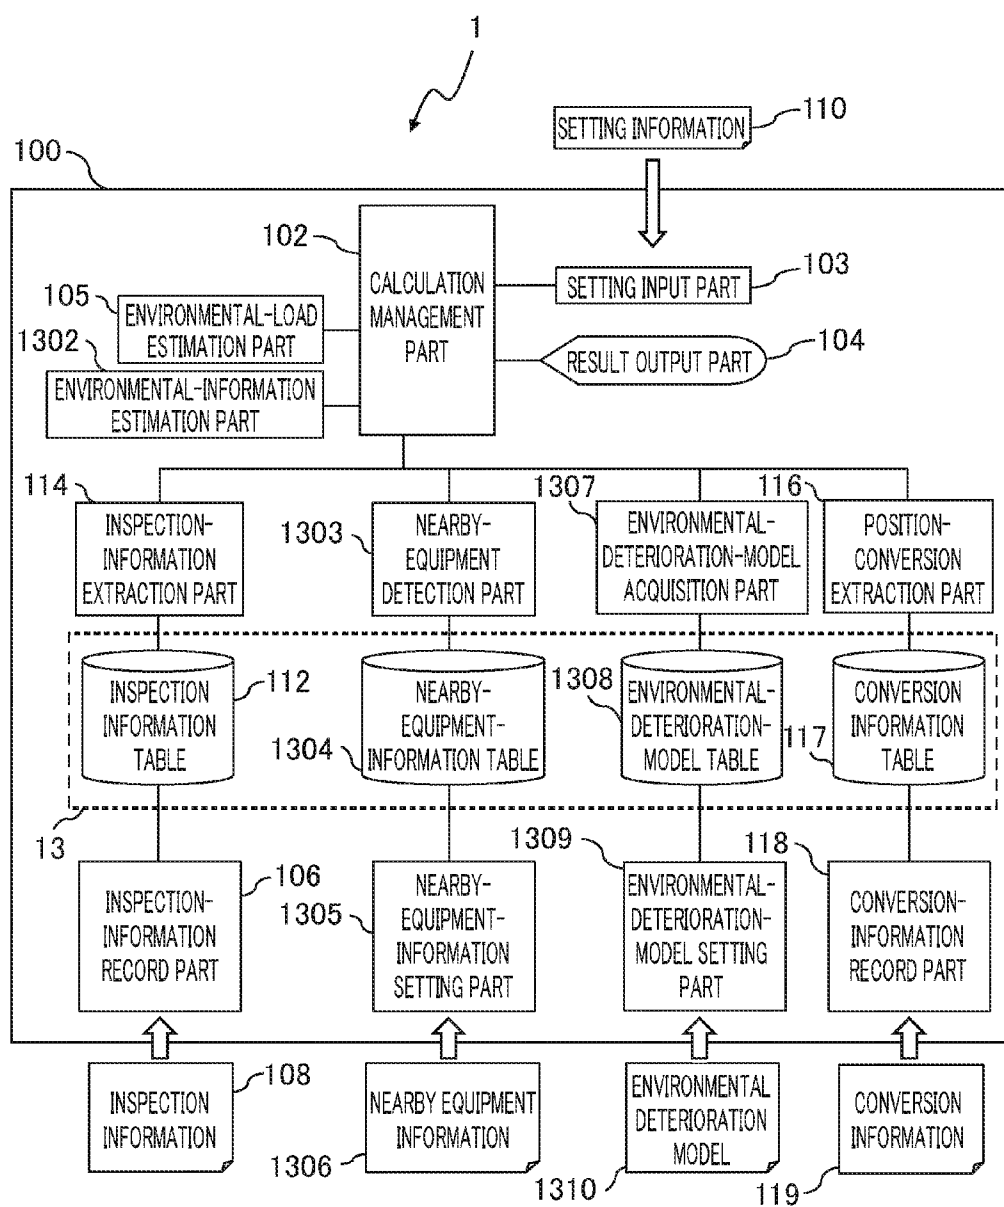 1
SETTING INFORMATION
110
100
102
CALCULATION
MANAGEMENT
PART
SETTING INPUT PART
103
105
ENVIRONMENTAL-LOAD
ESTIMATION PART
RESULT OUTPUT PART
104
1302
ENVIRONMENTAL-INFORMATION
ESTIMATION PART
114
INSPECTION-
INFORMATION
EXTRACTION PART
1303
NEARBY-
EQUIPMENT
DETECTION PART
1307
ENVIRONMENTAL-
DETERIORATION-MODEL
ACQUISITION PART
116
POSITION-
CONVERSION
EXTRACTION PART
INSPECTION
INFORMATION
TABLE
112
NEARBY-
EQUIPMENT-
INFORMATION TABLE
1304
ENVIRONMENTAL-
DETERIORATION-
MODEL TABLE
1308
CONVERSION
INFORMATION
TABLE
117
13
INSPECTION-
INFORMATION
RECORD PART
106
NEARBY-
EQUIPMENT-
INFORMATION
SETTING PART
1305
ENVIRONMENTAL-
DETERIORATION-
MODEL SETTING
PART
1309
CONVERSION-
INFORMATION
RECORD PART
118
INSPECTION
INFORMATION
108
NEARBY EQUIPMENT
INFORMATION
1306
ENVIRONMENTAL
DETERIORATION
MODEL
1310
CONVERSION
INFORMATION
119